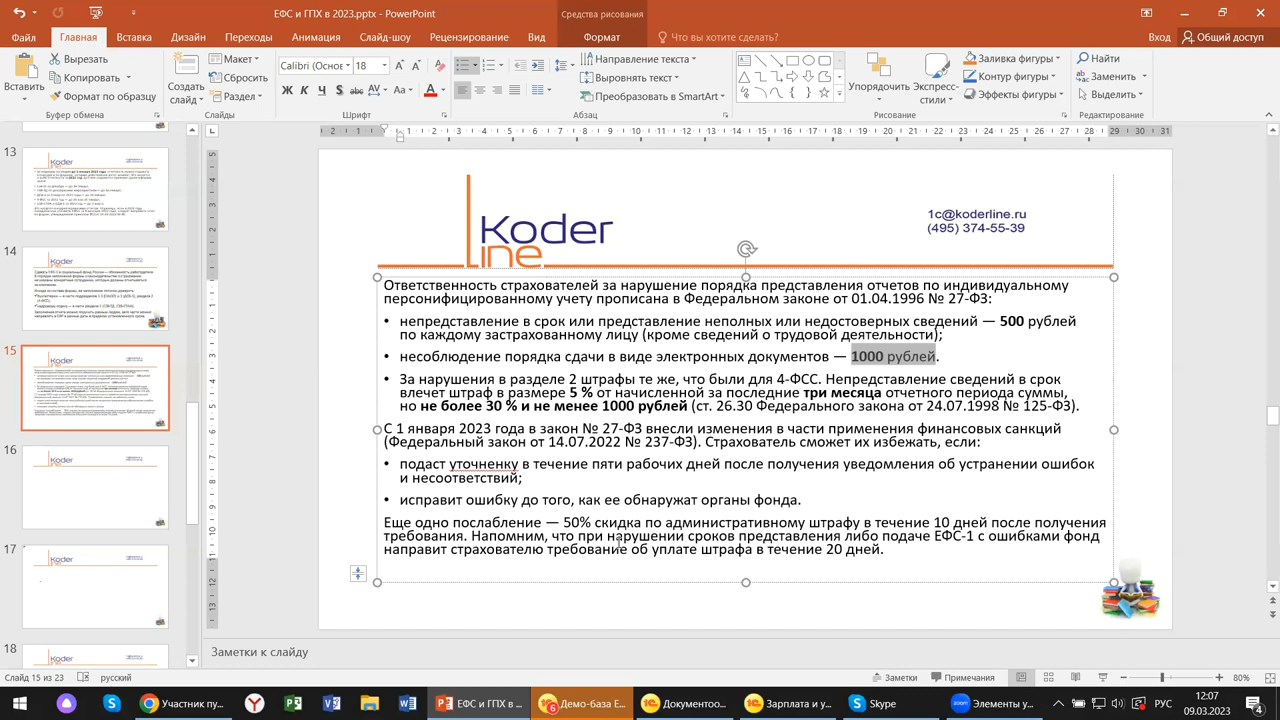 ЕФС и ГПХ в 2023.pptx - PowerPoint
Средства рисования
Файл Главная Вставка Дизайн Переходы Анимация Слайд-шоу Рецензирование Вид Формат Что вы хотите сделать? Вход Общий доступ
Вставить
Вырезать
Копировать
Формат по образцу
Буфер обмена
Создать слайд
Макет
Сбросить
Раздел
Слайды
Calibri (Основ 18
Шрифт
Направление текста
Выровнять текст
Преобразовать в SmartArt
Абзац
Упорядочить
Экспресс-стили
Заливка фигуры
Контур фигуры
Эффекты фигуры
Рисование
Найти
Заменить
Выделить
Редактирование
13
14
15
16
17
18
Koder
line
1c@koderline.ru
(495) 374-55-39
Ответственность страхователей за нарушение порядка представления отчетов по индивидуальному
персонифицированному учету прописана в Федеральном законе от 01.04.1996 № 27-ФЗ:
• непредставление в срок или представление неполных или недостоверных сведений — 500 рублей
по каждому застрахованному лицу (кроме сведений о трудовой деятельности);
• несоблюдение порядка сдачи в виде электронных документов — 1000 рублей.
• За нарушения в разделе 2 штрафы те же, что были для 4-ФСС. Непредставление сведений в срок
влечет штраф в размере 5 % от начисленной за последние три месяца отчетного периода суммы,
но не более 30 % и не менее 1000 рублей (ст. 26.30 Федерального закона от 24.07.1998 № 125-ФЗ).
С 1 января 2023 года в закон № 27-ФЗ внесли изменения в части применения финансовых санкций
(Федеральный закон от 14.07.2022 № 237-ФЗ). Страхователь сможет их избежать, если:
• подаст уточненку в течение пяти рабочих дней после получения уведомления об устранении ошибок
и несоответствий;
• исправит ошибку до того, как ее обнаружат органы фонда.
Еще одно послабление — 50% скидка по административному штрафу в течение 10 дней после получения
требования. Напомним, что при нарушении сроков представления либо подаче ЕФС-1 с ошибками фонд
направит страхователю требование об уплате штрафа в течение 20 дней.
Заметки к слайду
Слайд 15 из 23 русский Заметки Примечания 80%
Участник пу... ЕФС и ГПХ в ... Демо-база Е... Документоо... Зарплата и у... Skype Элементы у... РУС
12:07
09.03.2023